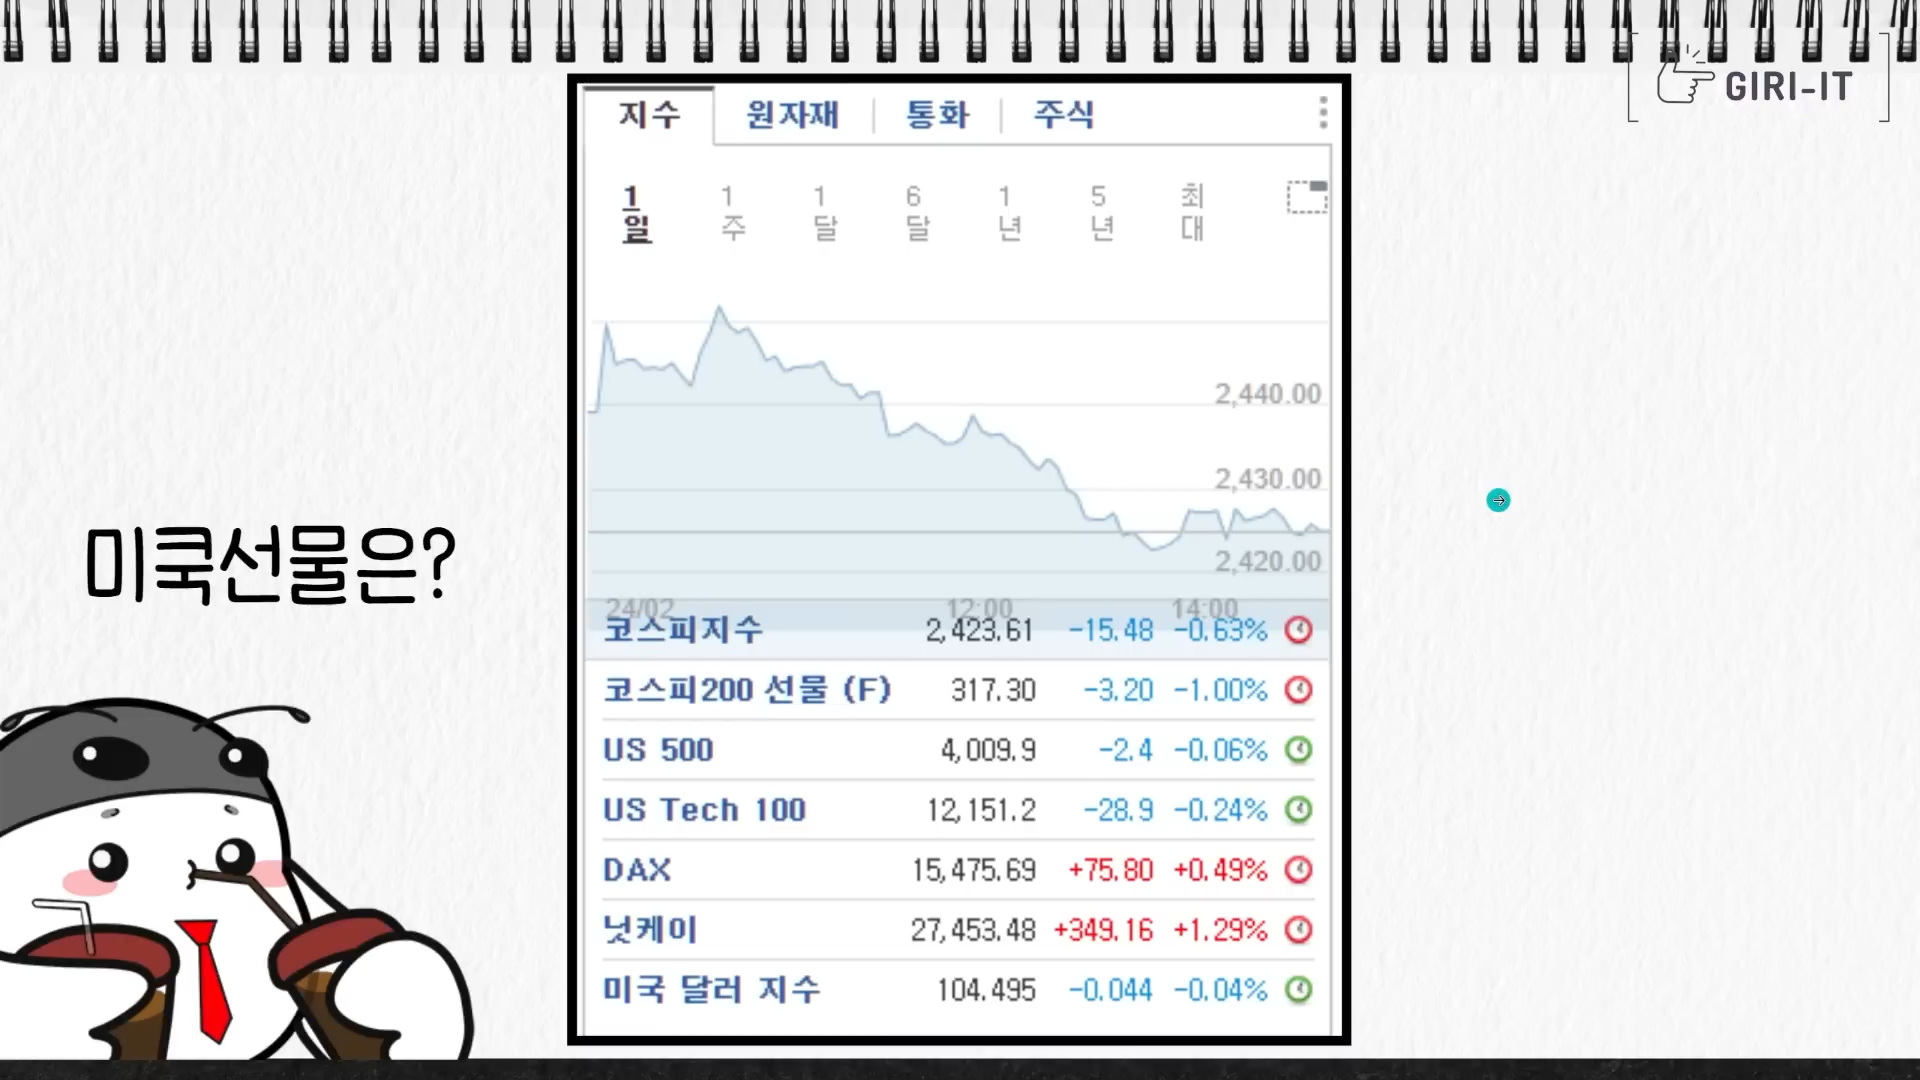 GIRI-IT
지수 원자재 통화 주식
1일 1주 1달 6달 1년 5년 최대
2,440.00
2,430.00
2,420.00
24/02 12:00 14:00
코스피지수 2,423.61 -15.48 -0.63%
코스피200 선물 (F) 317.30 -3.20 -1.00%
US 500 4,009.9 -2.4 -0.06%
US Tech 100 12,151.2 -28.9 -0.24%
DAX 15,475.69 +75.80 +0.49%
닛케이 27,453.48 +349.16 +1.29%
미국 달러 지수 104.495 -0.044 -0.04%
미국선물은?